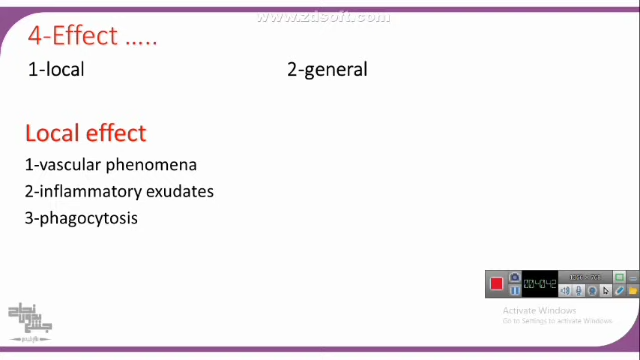 www.zdsoft.com
4-Effect .....
1-local 2-general
Local effect
1-vascular phenomena
2-inflammatory exudates
3-phagocytosis
Activate Windows
Go to Settings to activate Windows.